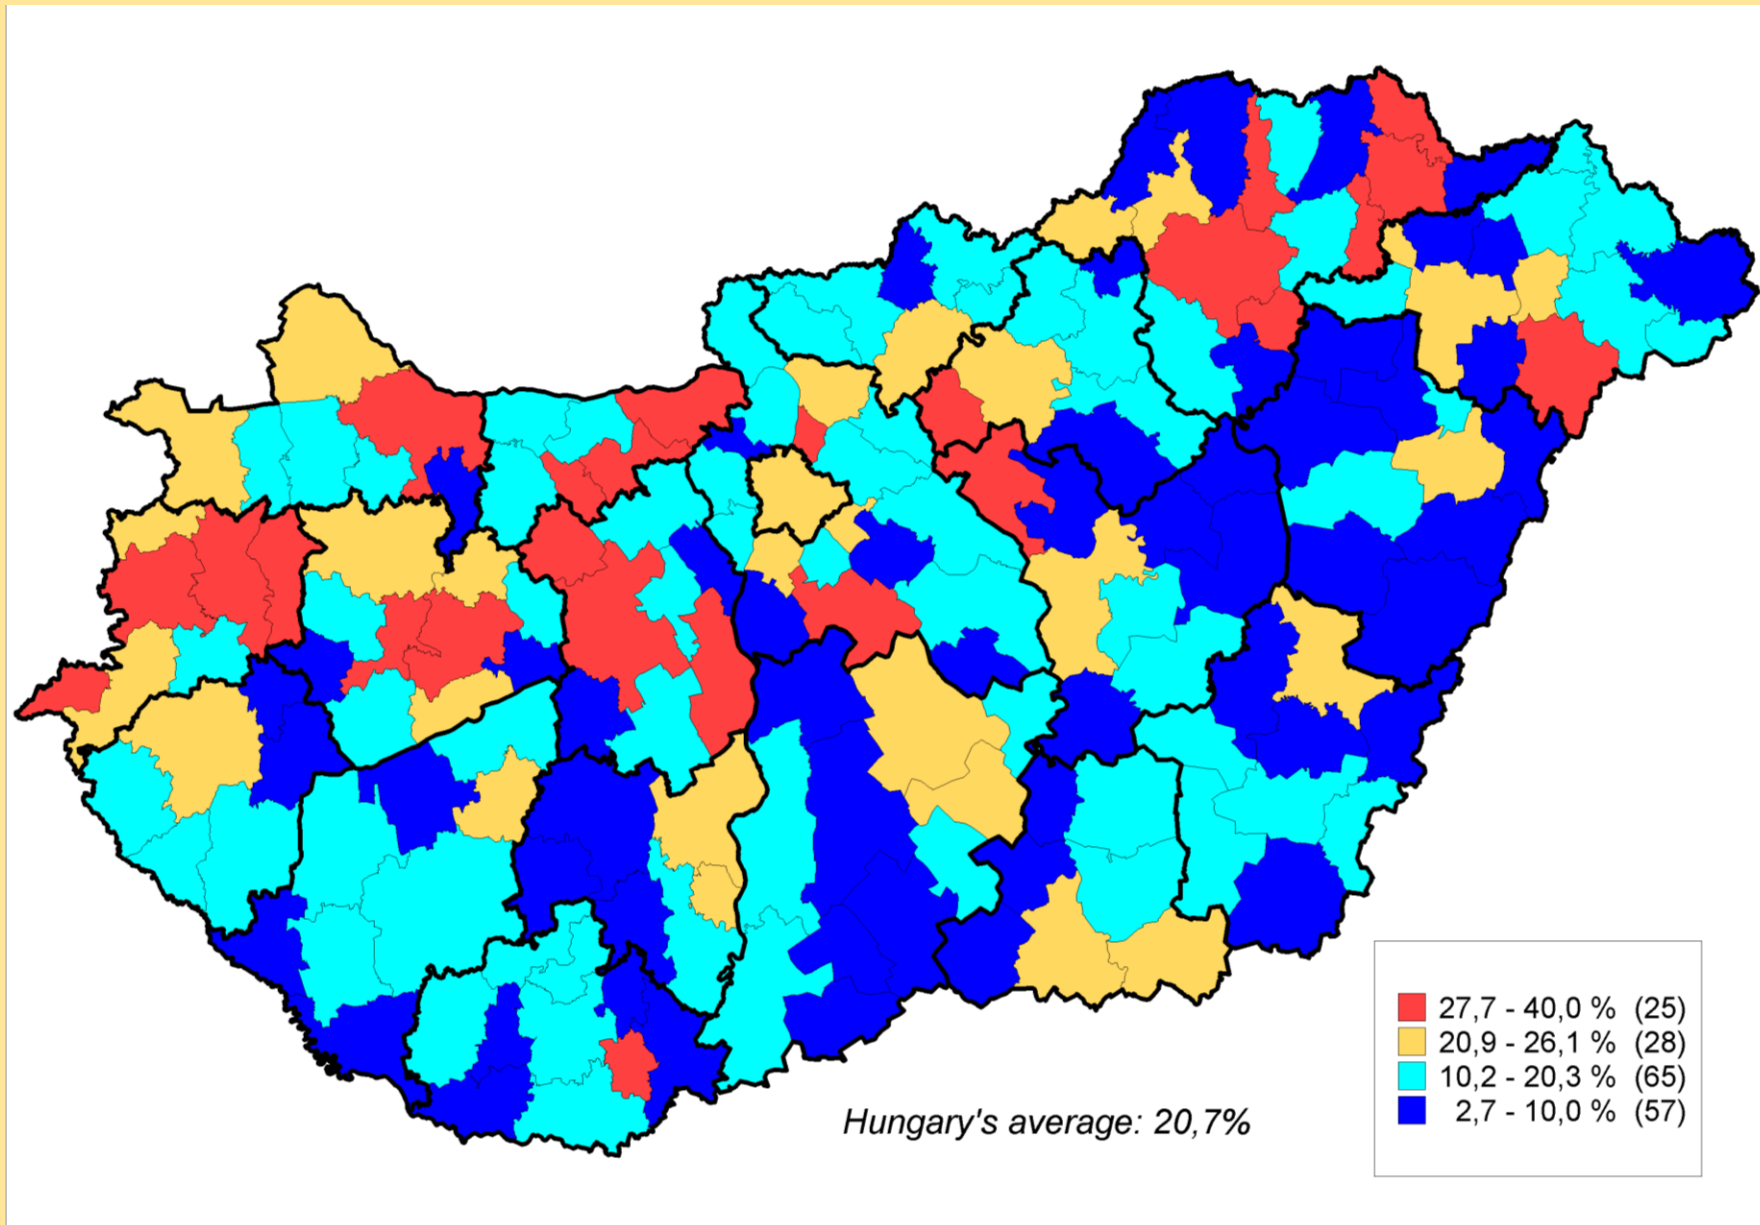 27,7 - 40,0 % (25)
20,9 - 26,1 % (28)
10,2 - 20,3 % (65)
2,7 - 10,0 % (57)
Hungary's average: 20,7%